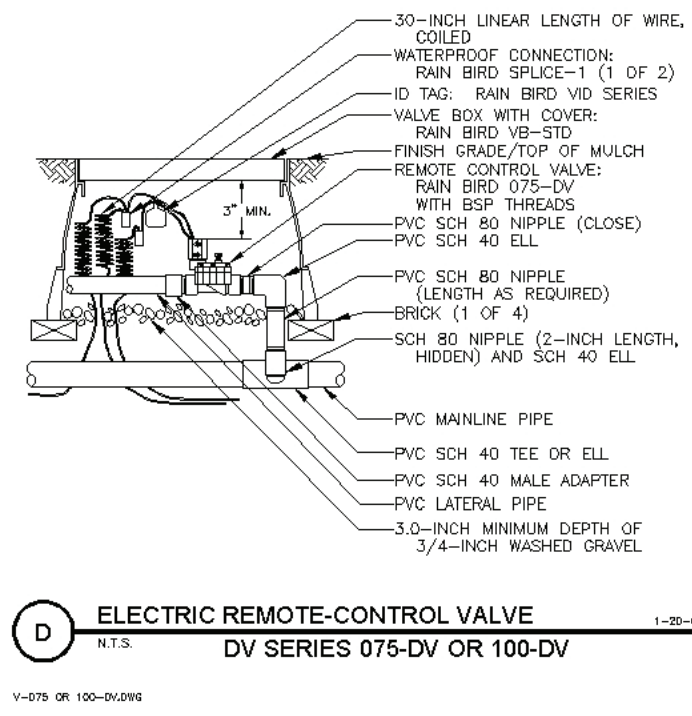 30-INCH LINEAR LENGTH OF WIRE,
COILED
WATERPROOF CONNECTION:
RAIN BIRD SPLICE-1 (1 OF 2)
ID TAG: RAIN BIRD VID SERIES
VALVE BOX WITH COVER:
RAIN BIRD VB-STD
FINISH GRADE/TOP OF MULCH
REMOTE CONTROL VALVE:
RAIN BIRD 075-DV
WITH BSP THREADS
3" MIN.
PVC SCH 80 NIPPLE (CLOSE)
PVC SCH 40 ELL
PVC SCH 80 NIPPLE
(LENGTH AS REQUIRED)
BRICK (1 OF 4)
SCH 80 NIPPLE (2-INCH LENGTH,
HIDDEN) AND SCH 40 ELL
PVC MAINLINE PIPE
PVC SCH 40 TEE OR ELL
PVC SCH 40 MALE ADAPTER
PVC LATERAL PIPE
3.0-INCH MINIMUM DEPTH OF
3/4-INCH WASHED GRAVEL
D
ELECTRIC REMOTE-CONTROL VALVE
N.T.S.
DV SERIES 075-DV OR 100-DV
V-075 OR 100-DV.DWG